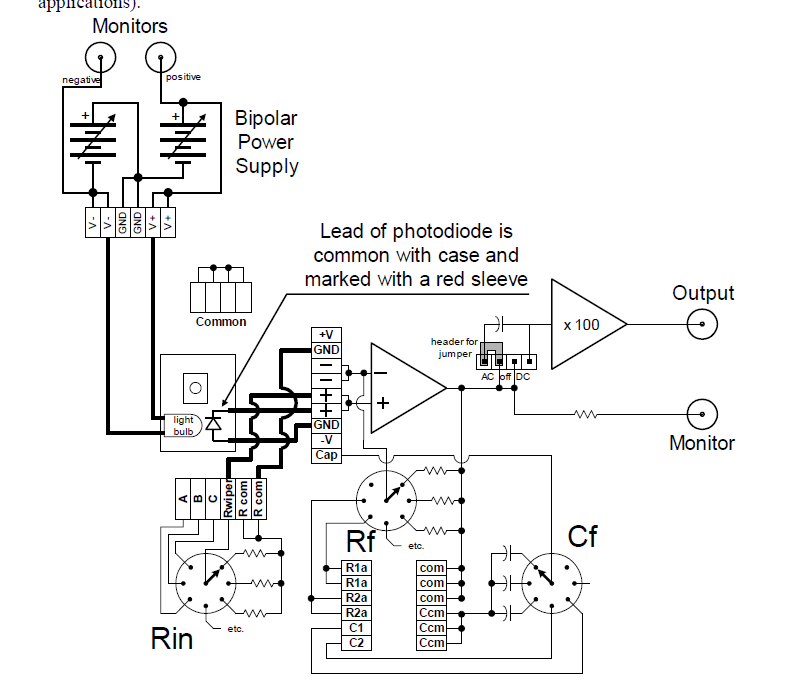 applications).
Monitors
negative
positive
+
+
Bipolar
Power
Supply
V -
V -
GND
GND
V +
V +
Lead of photodiode is
common with case and
marked with a red sleeve
Common
+V
GND
−
−
+
+
GND
-V
Cap
−
+
header for
jumper
AC off DC
x 100
Output
Monitor
light
bulb
A
B
C
Rwiper
R com
R com
Rin
etc.
Rf
etc.
R1a
R1a
R2a
R2a
C1
C2
com
com
com
Ccm
Ccm
Ccm
Cf